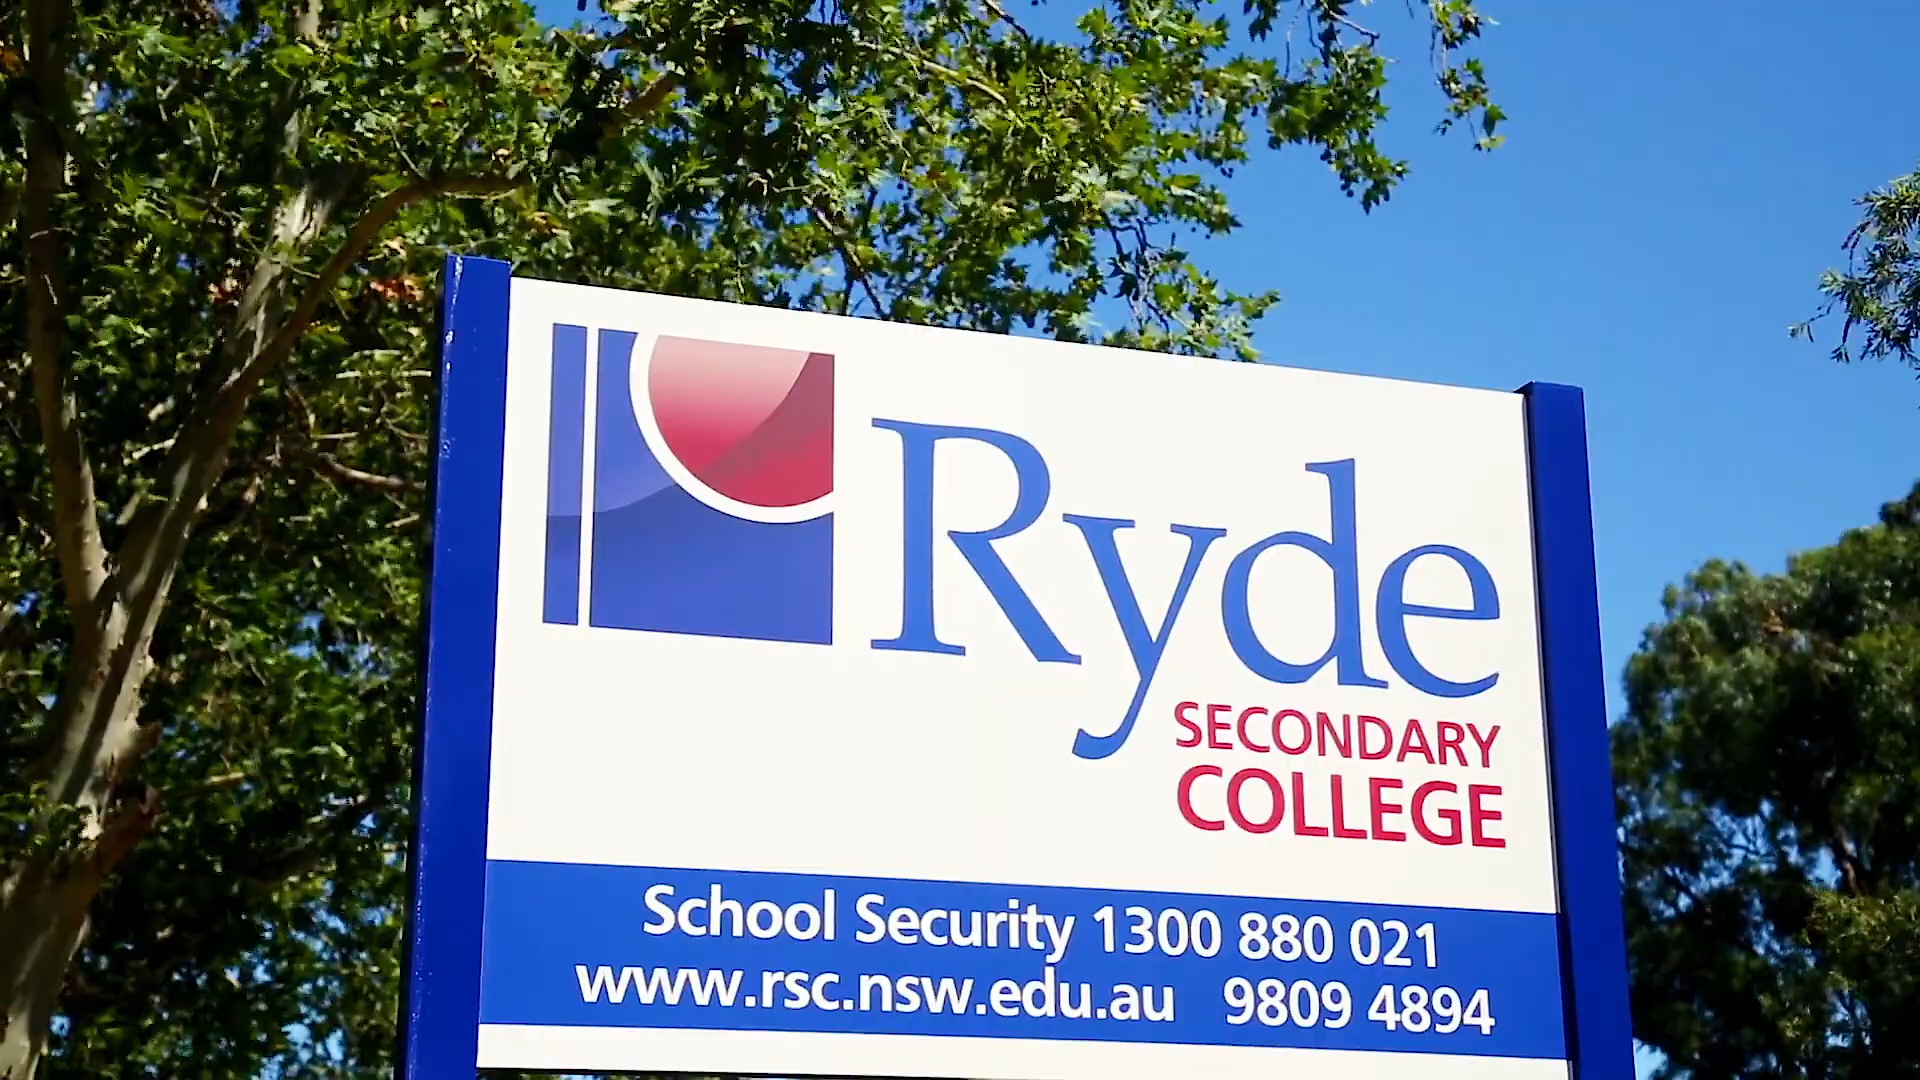 Ryde
SECONDARY
COLLEGE
School Security 1300 880 021
www.rsc.nsw.edu.au 9809 4894